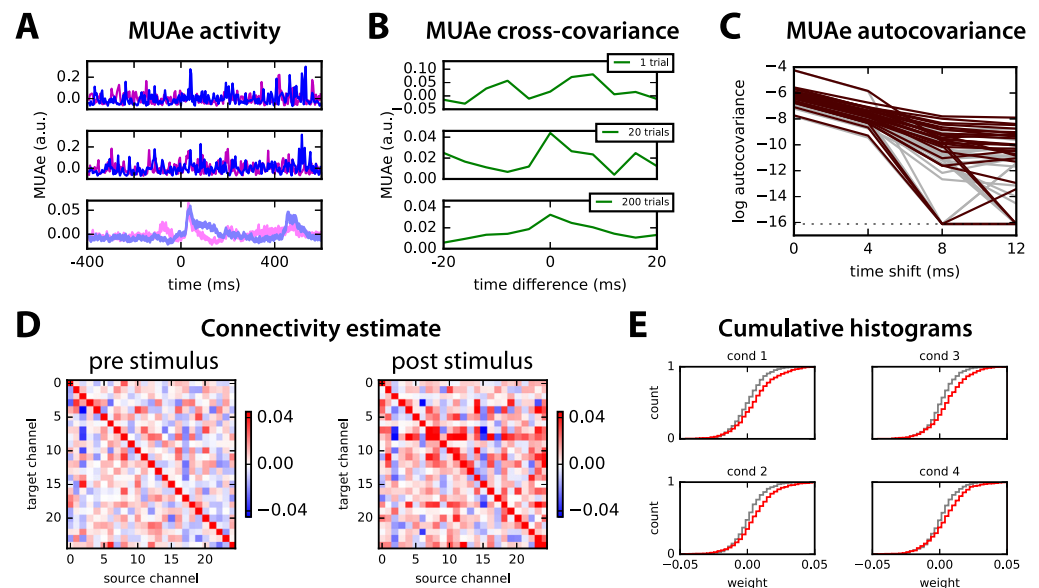 A MUAe activity
B MUAe cross-covariance
C MUAe autocovariance
MUAe (a.u.)
0.2
0.0
0.2
0.0
0.05
0.00
-400 0 400
time (ms)
MUAe (a.u.)
0.10
0.05
0.00
−0.05
1 trial
0.04
0.02
0.00
20 trials
0.04
0.02
0.00
200 trials
-20 0 20
time difference (ms)
log autocovariance
−4
−6
−8
−10
−12
−14
−16
0 4 8 12
time shift (ms)
D Connectivity estimate
pre stimulus
target channel
0
5
10
15
20
0 5 10 15 20
source channel
0.04
0.00
−0.04
post stimulus
target channel
0
5
10
15
20
0 5 10 15 20
source channel
0.04
0.00
−0.04
E Cumulative histograms
cond 1
count
1
0
cond 3
cond 2
count
1
0
−0.05 0.00 0.05
weight
cond 4
−0.05 0.00 0.05
weight